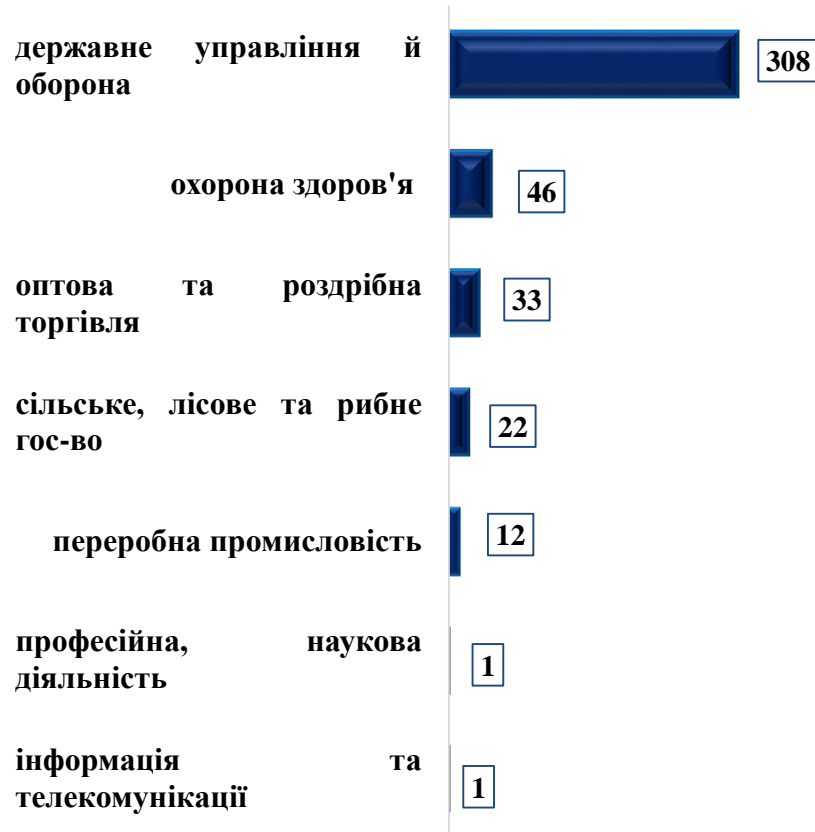 державне управління й
оборона
308
охорона здоров'я
46
оптова та роздрібна
торгівля
33
сільське, лісове та рибне
гос-во
22
переробна промисловість
12
професійна, наукова
діяльність
1
інформація та
телекомунікації
1